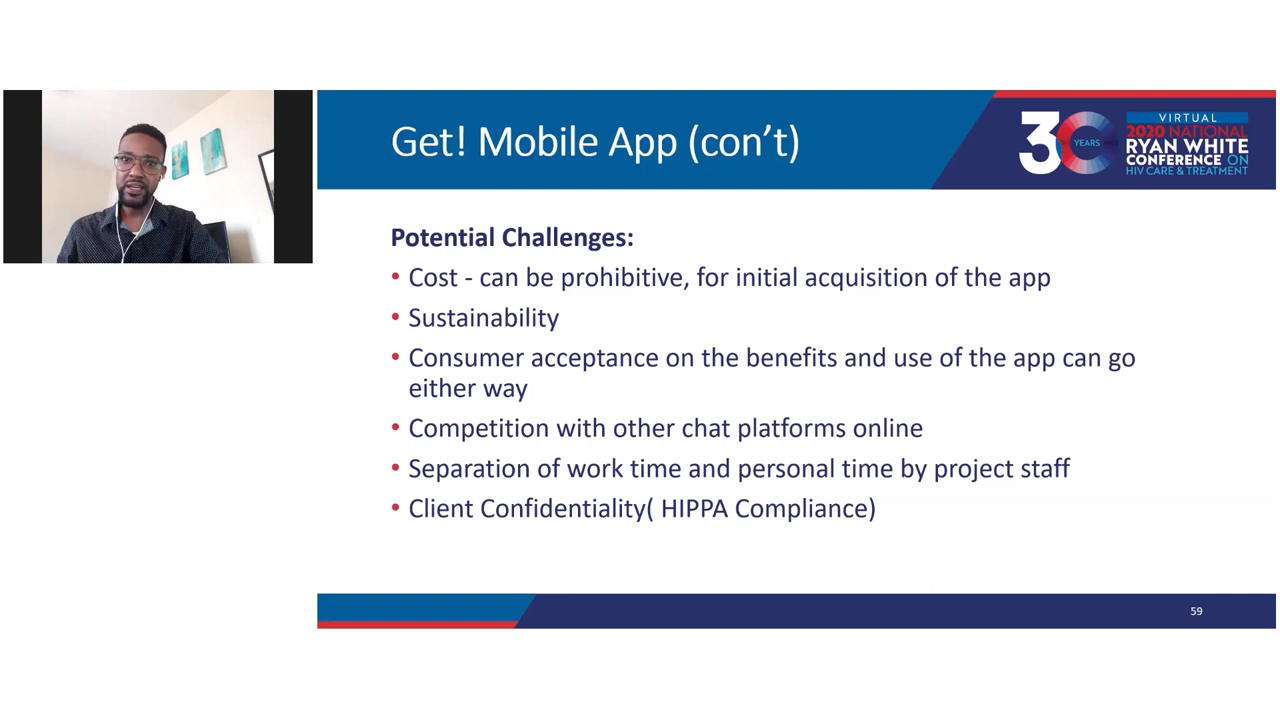 Get! Mobile App (con't)
30
YEARS
VIRTUAL
2020 NATIONAL
RYAN WHITE
CONFERENCE ON
HIV CARE & TREATMENT
Potential Challenges:
• Cost - can be prohibitive, for initial acquisition of the app
• Sustainability
• Consumer acceptance on the benefits and use of the app can go
either way
• Competition with other chat platforms online
• Separation of work time and personal time by project staff
• Client Confidentiality( HIPPA Compliance)
59